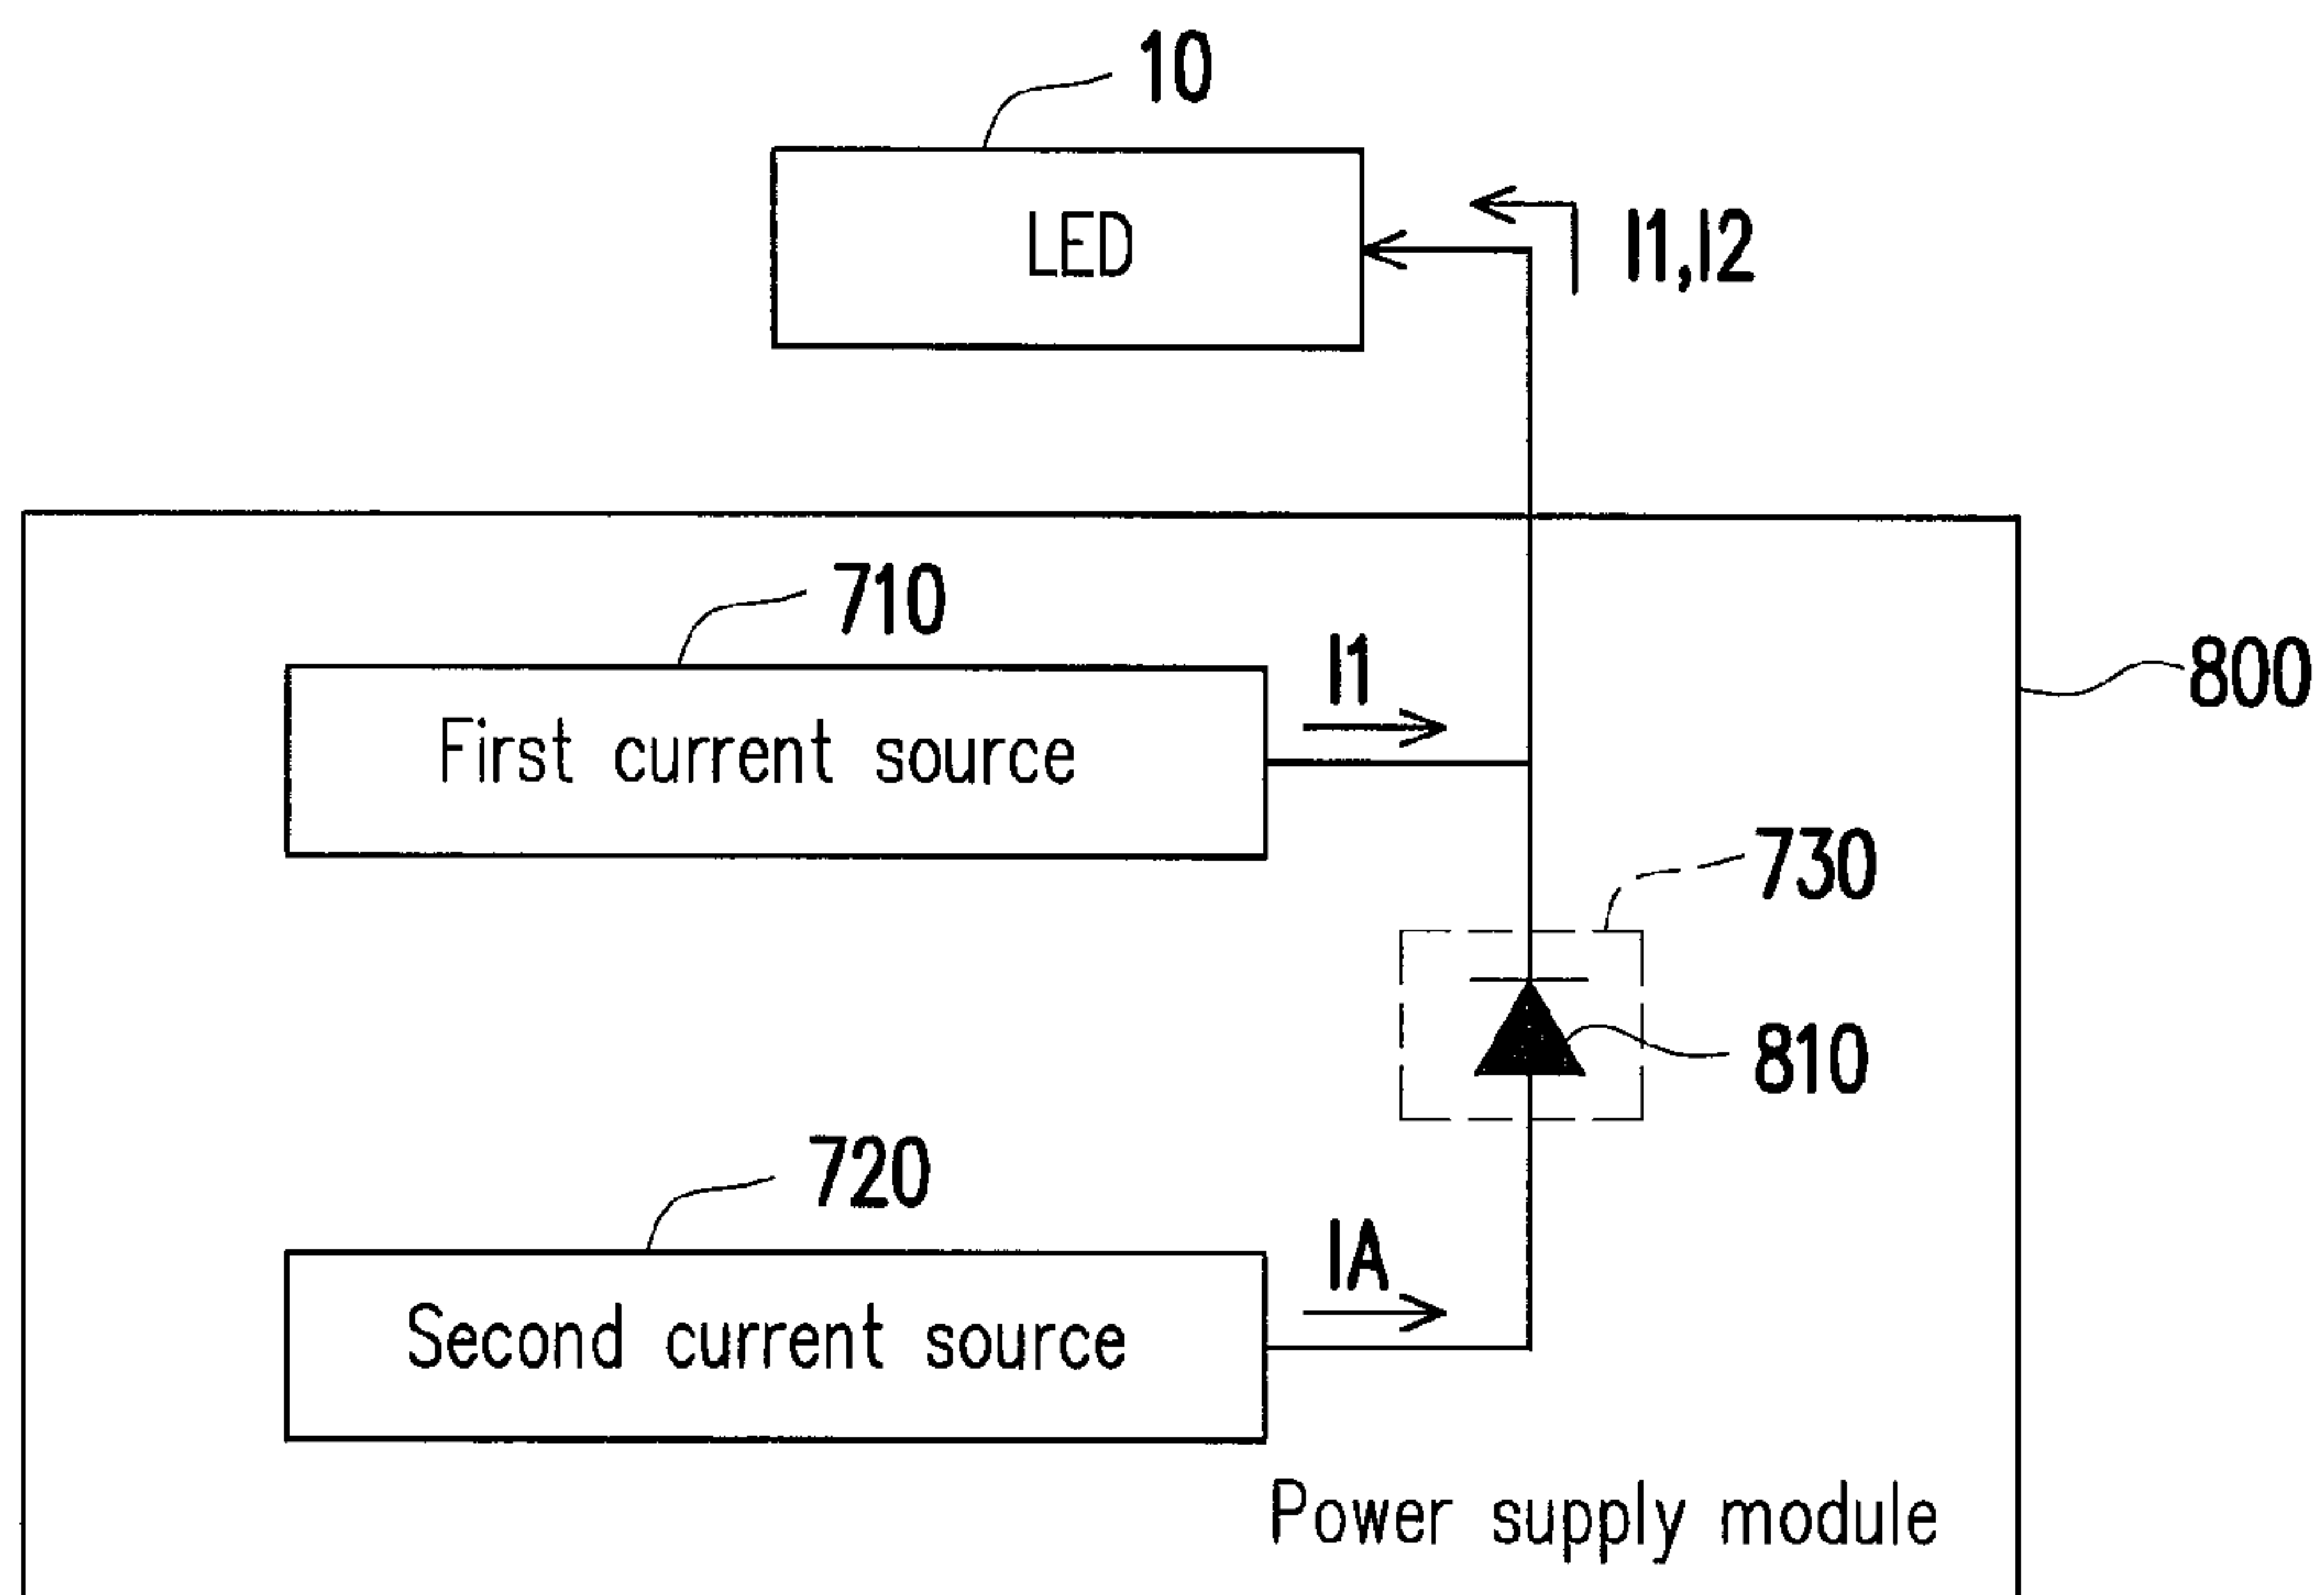 10
LED
I1,I2
710
First current source
I1
800
730
810
720
Second current source
IA
Power supply module